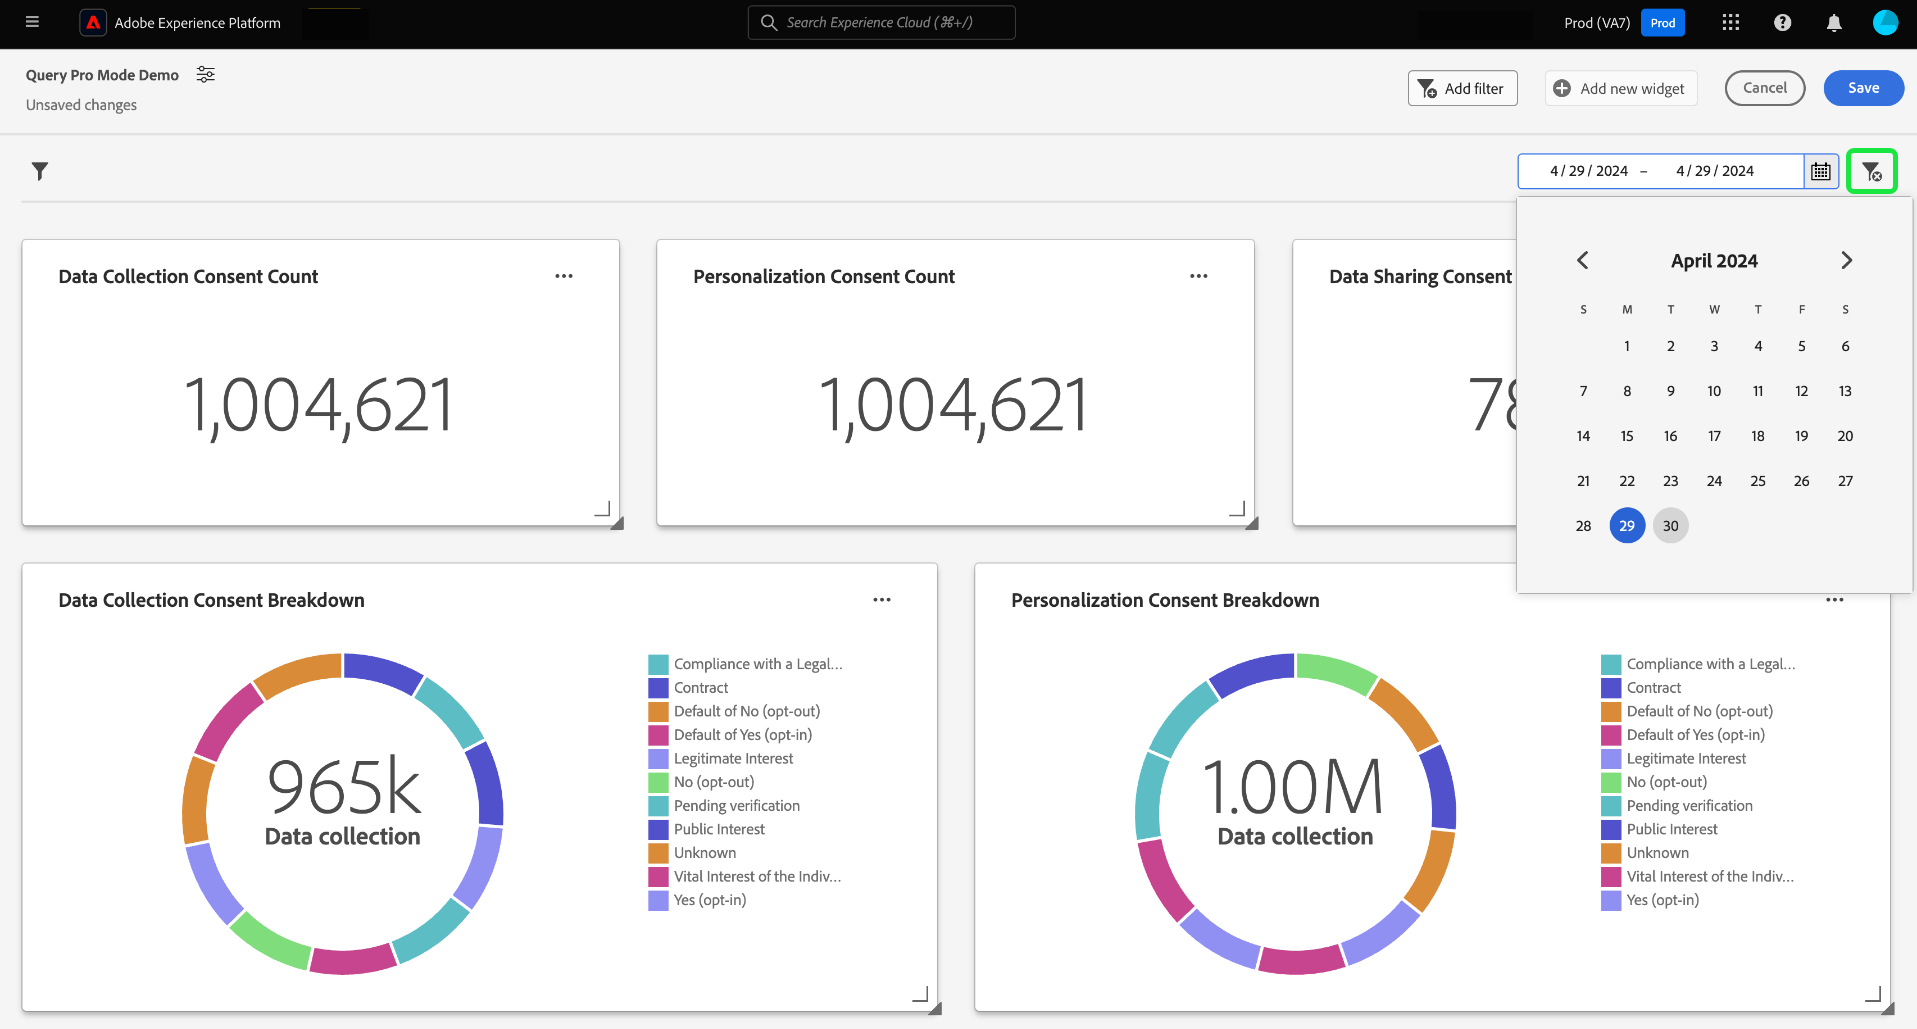 Adobe Experience Platform
Search Experience Cloud (⌘+/)
Prod (VA7)
Prod
Query Pro Mode Demo
Unsaved changes
Add filter
Add new widget
Cancel
Save
4 / 29 / 2024 – 4 / 29 / 2024
April 2024
S M T W T F S
1 2 3 4 5 6
7 8 9 10 11 12 13
14 15 16 17 18 19 20
21 22 23 24 25 26 27
28 29 30
Data Collection Consent Count
1,004,621
Personalization Consent Count
1,004,621
Data Sharing Consent
78
Data Collection Consent Breakdown
965k
Data collection
Compliance with a Legal...
Contract
Default of No (opt-out)
Default of Yes (opt-in)
Legitimate Interest
No (opt-out)
Pending verification
Public Interest
Unknown
Vital Interest of the Indiv...
Yes (opt-in)
Personalization Consent Breakdown
1.00M
Data collection
Compliance with a Legal...
Contract
Default of No (opt-out)
Default of Yes (opt-in)
Legitimate Interest
No (opt-out)
Pending verification
Public Interest
Unknown
Vital Interest of the Indiv...
Yes (opt-in)